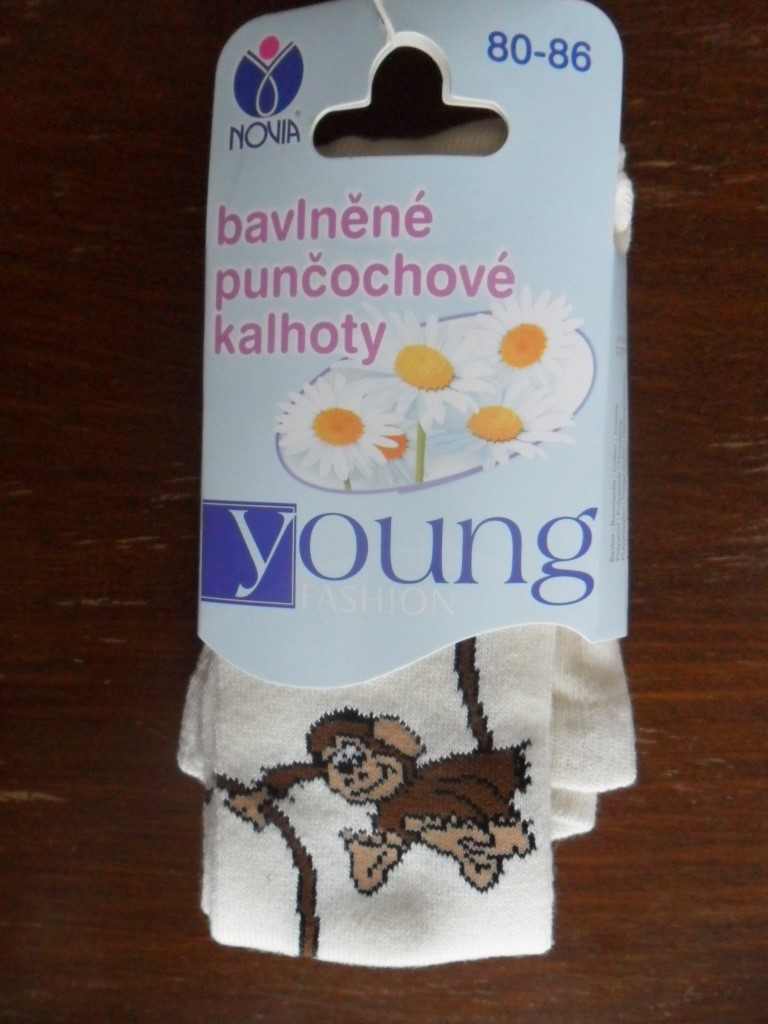 NOVIA
80-86
bavlněné
punčochové
kalhoty
young
FASHION